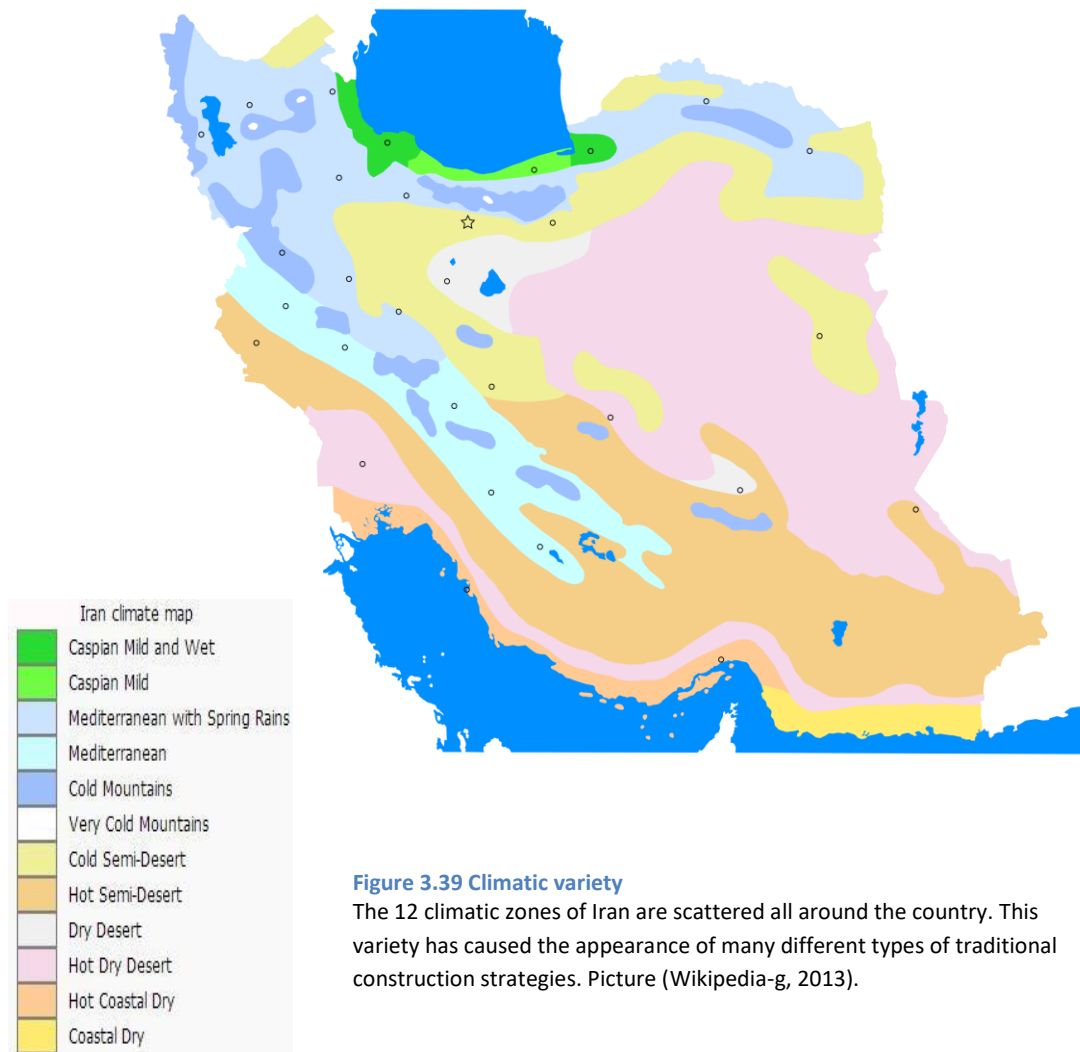 Iran climate map
Caspian Mild and Wet
Caspian Mild
Mediterranean with Spring Rains
Mediterranean
Cold Mountains
Very Cold Mountains
Cold Semi-Desert
Hot Semi-Desert
Dry Desert
Hot Dry Desert
Hot Coastal Dry
Coastal Dry
Figure 3.39 Climatic variety
The 12 climatic zones of Iran are scattered all around the country. This
variety has caused the appearance of many different types of traditional
construction strategies. Picture (Wikipedia-g, 2013).